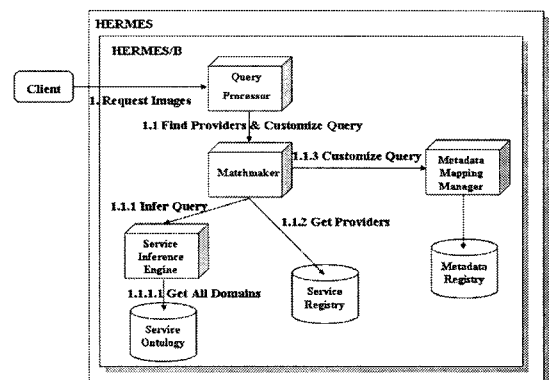 HERMES
HERMES/B
Client
1. Request Images
Query
Processor
1.1 Find Providers & Customize Query
Matchmaker
1.1.3 Customize Query
Metadata
Mapping
Manager
1.1.1 Infer Query
1.1.2 Get Providers
Service
Inference
Engine
1.1.1.1 Get All Domains
Service
Ontology
Service
Registry
Metadata
Registry